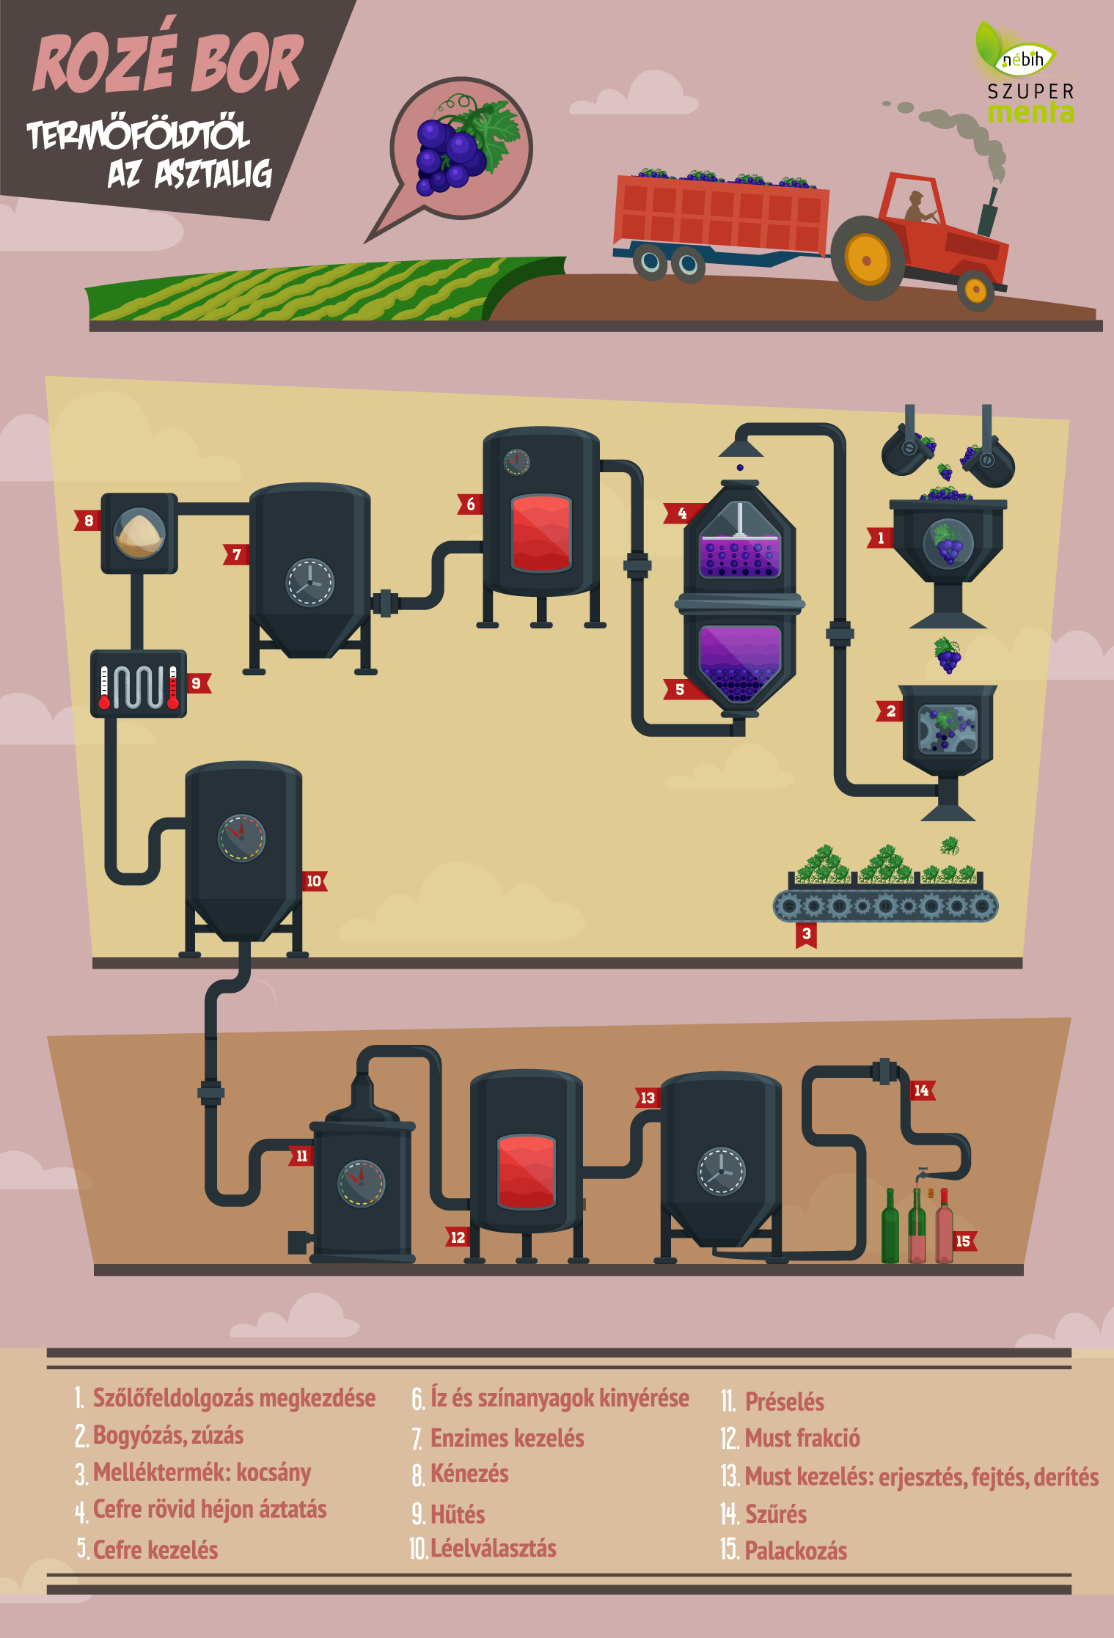 ROZÉ BOR
TERMŐFÖLDTŐL
AZ ASZTALIG
nébih
SZUPER
menta
1
2
3
4
5
6
7
8
9
10
11
12
13
14
15
1. Szőlőfeldolgozás megkezdése
2. Bogyózás, zúzás
3. Melléktermék: kocsány
4. Cefre rövid héjon áztatás
5. Cefre kezelés
6. Íz és színanyagok kinyérése
7. Enzimes kezelés
8. Kénezés
9. Hűtés
10. Léelválasztás
11. Préselés
12. Must frakció
13. Must kezelés: erjesztés, fejtés, derítés
14. Szűrés
15. Palackozás